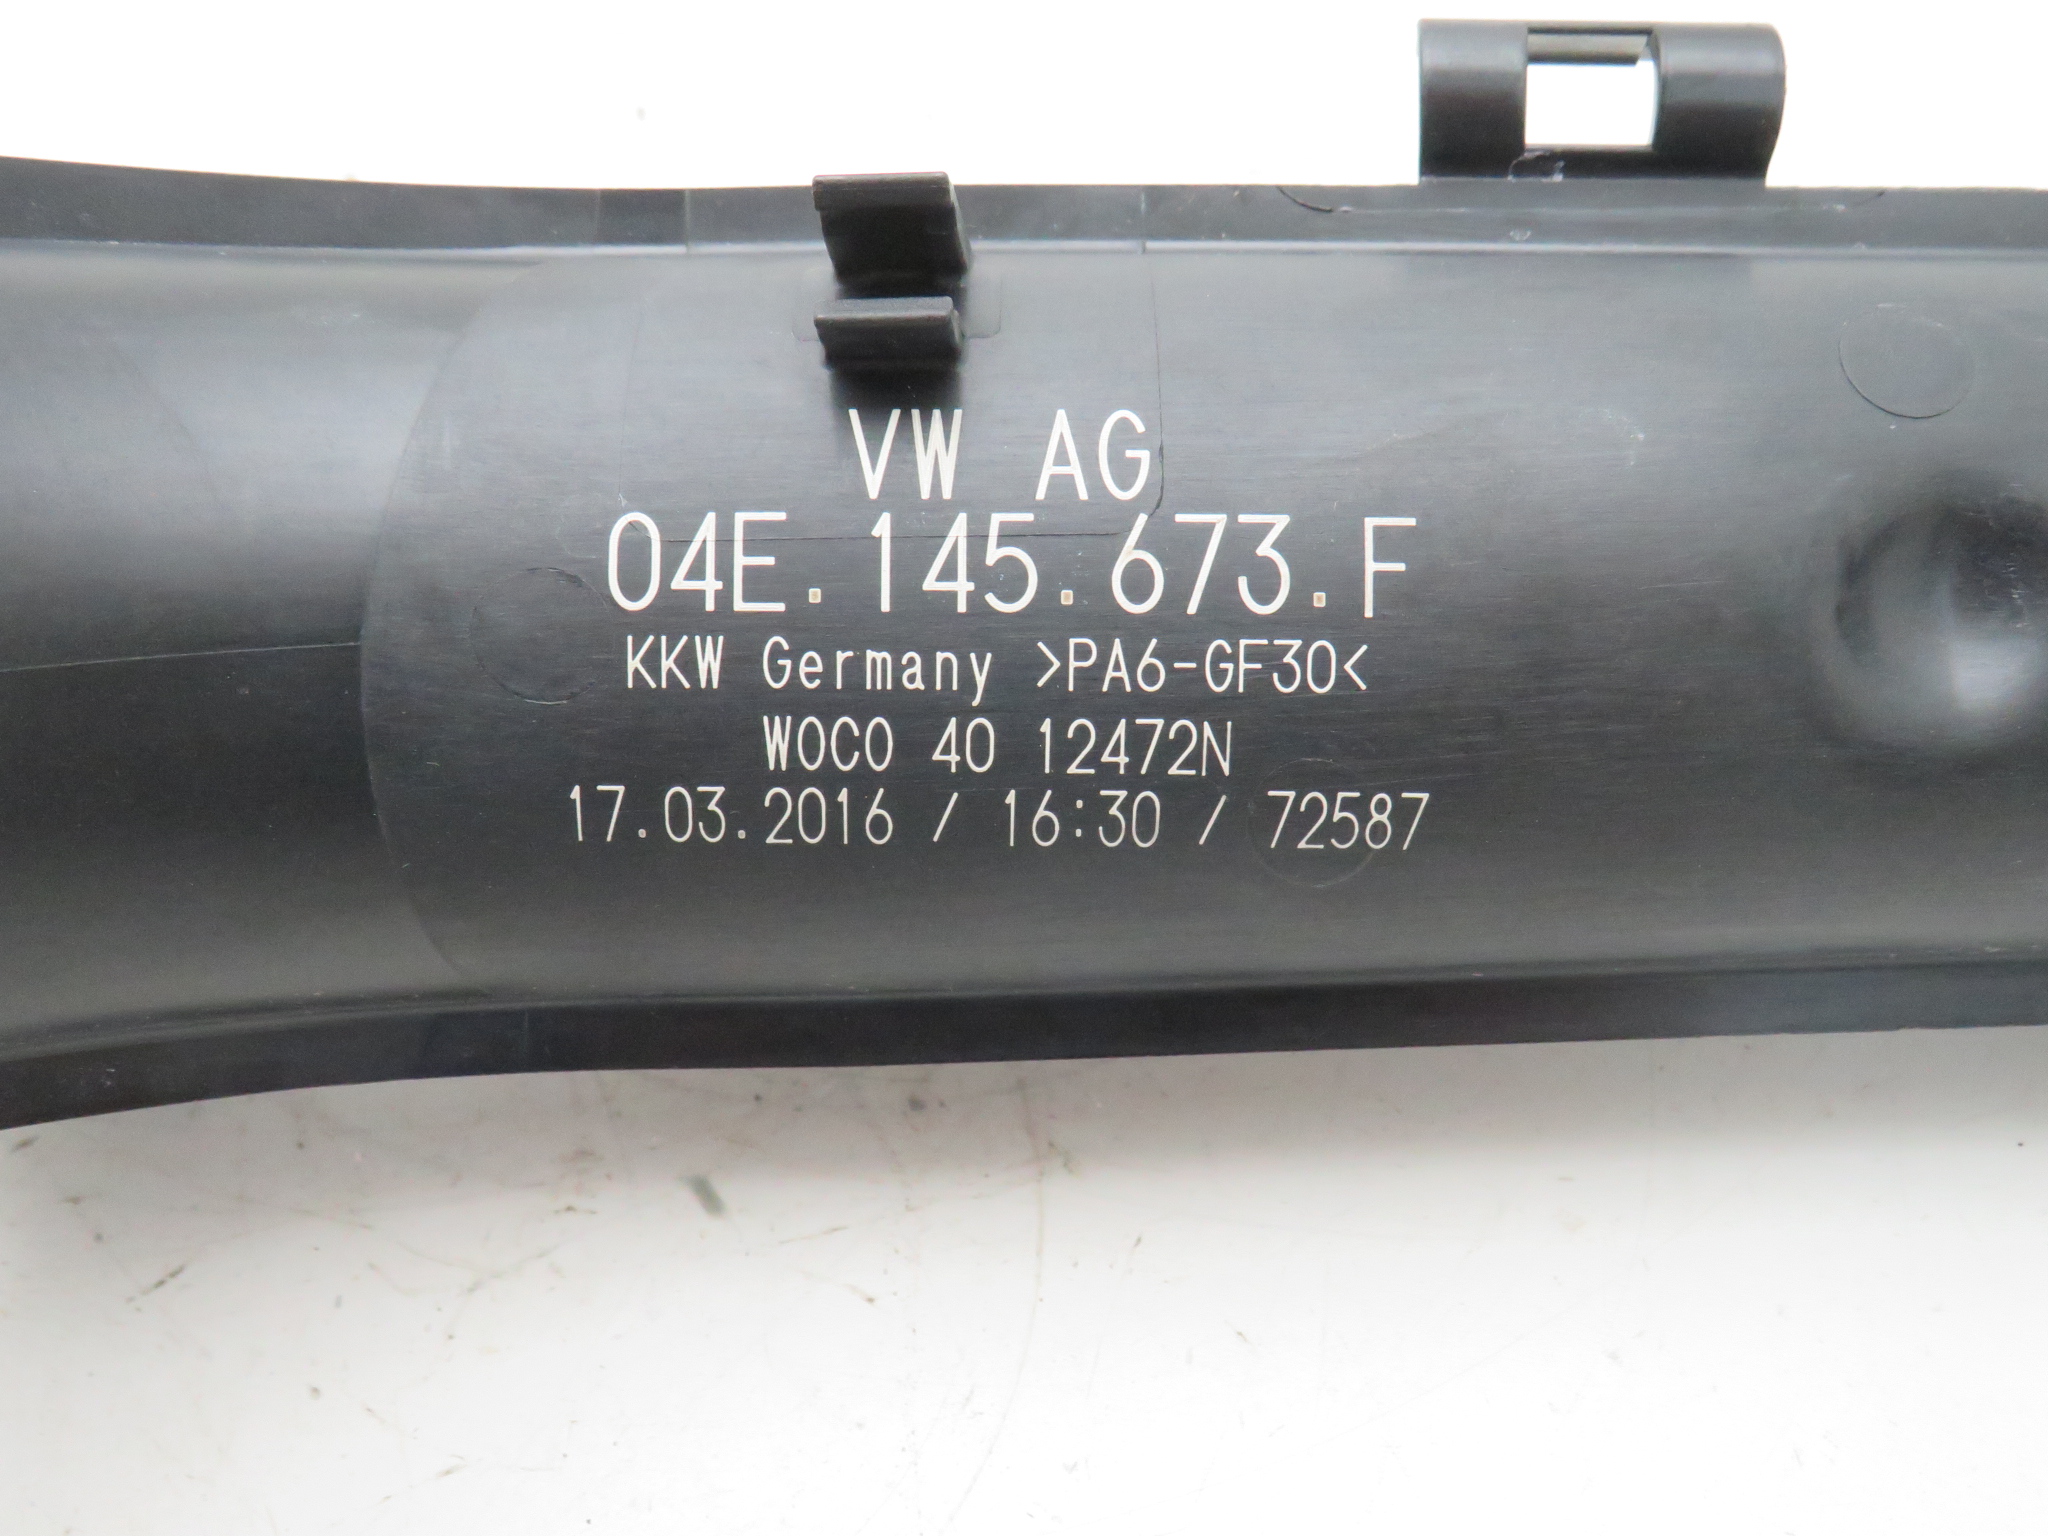 VW AG
04E.145.673.F
KKW Germany >PA6-GF30<
WOCO 40 12472N
17.03.2016 / 16:30 / 72587